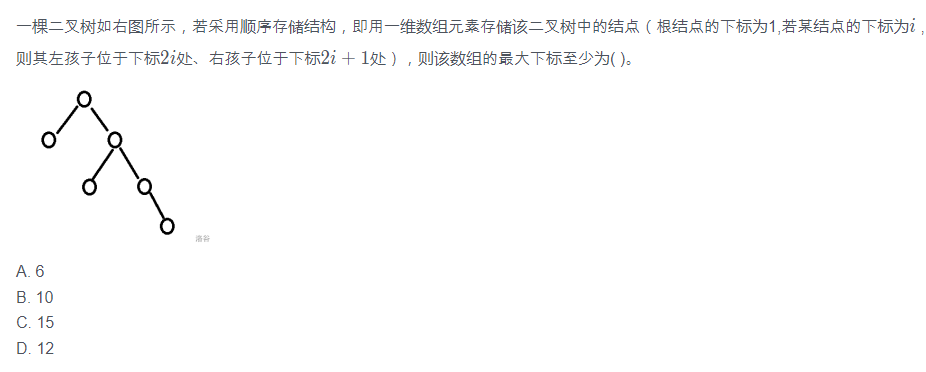 一棵二叉树如右图所示，若采用顺序存储结构，即用一维数组元素存储该二叉树中的结点（根结点的下标为1,若某结点的下标为i，
则其左孩子位于下标2i处、右孩子位于下标2i + 1处），则该数组的最大下标至少为( )。
洛谷
A. 6
B. 10
C. 15
D. 12